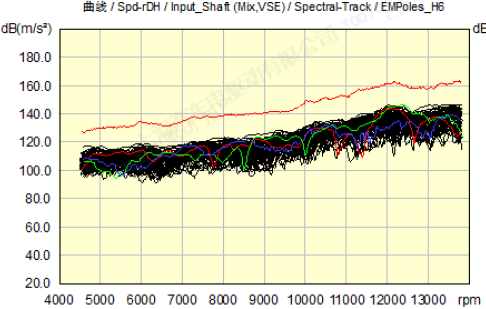 曲线 / Spd-rDH / Input_Shaft (Mix,VSE) / Spectral-Track / EMPoles_H6
dB(m/s²)
dB
180.0
160.0
140.0
120.0
100.0
80.0
60.0
40.0
20.0
4000 5000 6000 7000 8000 9000 10000 11000 12000 13000 rpm